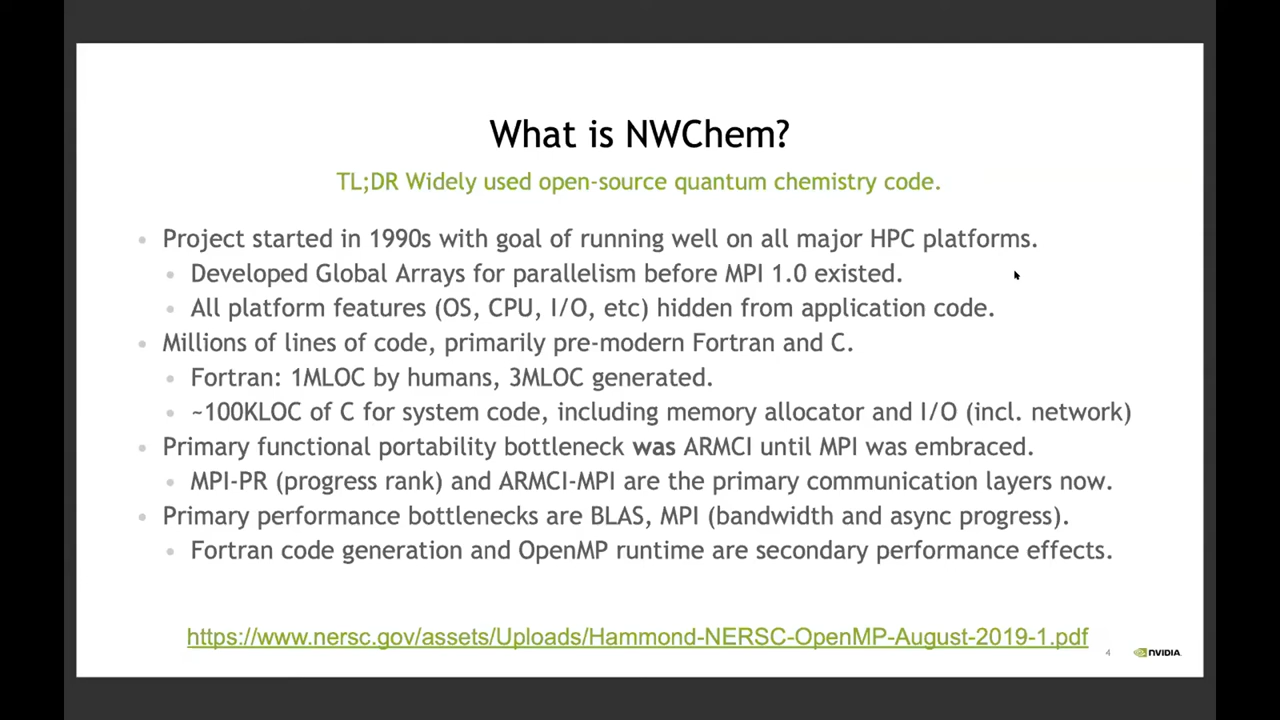 What is NWChem?
TL;DR Widely used open-source quantum chemistry code.
• Project started in 1990s with goal of running well on all major HPC platforms.
• Developed Global Arrays for parallelism before MPI 1.0 existed.
• All platform features (OS, CPU, I/O, etc) hidden from application code.
• Millions of lines of code, primarily pre-modern Fortran and C.
• Fortran: 1MLOC by humans, 3MLOC generated.
• ~100KLOC of C for system code, including memory allocator and I/O (incl. network)
• Primary functional portability bottleneck was ARMCI until MPI was embraced.
• MPI-PR (progress rank) and ARMCI-MPI are the primary communication layers now.
• Primary performance bottlenecks are BLAS, MPI (bandwidth and async progress).
• Fortran code generation and OpenMP runtime are secondary performance effects.
https://www.nersc.gov/assets/Uploads/Hammond-NERSC-OpenMP-August-2019-1.pdf
4 NVIDIA.